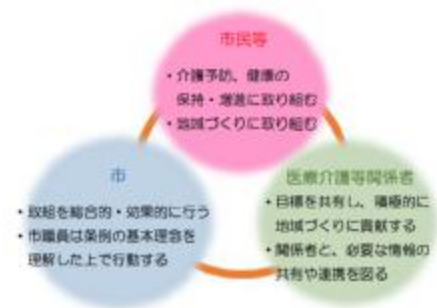 市民等
・介護予防、健康の
保持・増進に取り組む
・地域づくりに取り組む
市
・取組を総合的・効果的に行う
・市職員は条例の基本理念を
理解した上で行動する
医療介護等関係者
・目標を共有し、積極的に
地域づくりに貢献する
・関係者と、必要な情報の
共有や連携を図る